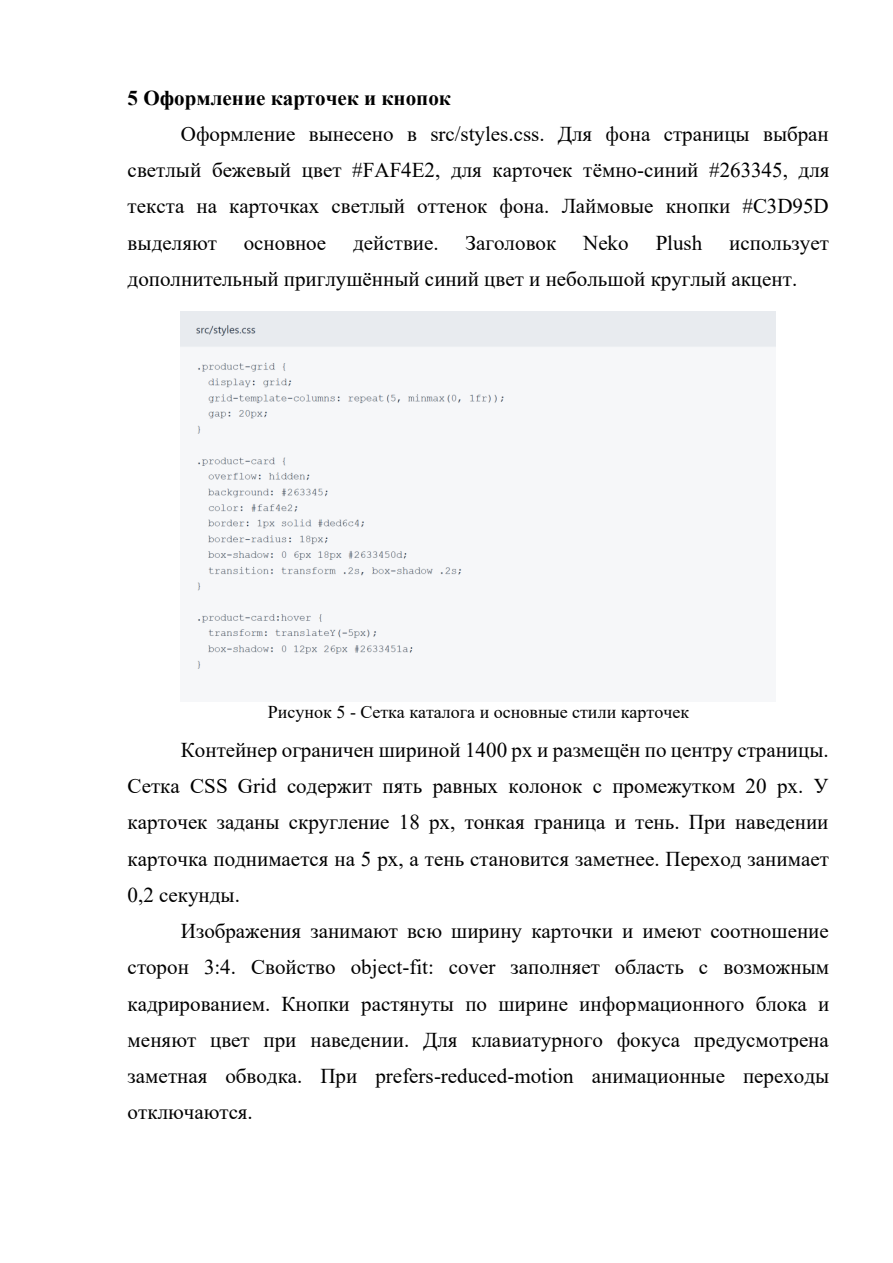 5 Оформление карточек и кнопок
Оформление вынесено в src/styles.css. Для фона страницы выбран
светлый бежевый цвет #FAF4E2, для карточек тёмно-синий #263345, для
текста на карточках светлый оттенок фона. Лаймовые кнопки #C3D95D
выделяют основное действие. Заголовок Neko Plush использует
дополнительный приглушённый синий цвет и небольшой круглый акцент.
src/styles.css
.product-grid {
  display: grid;
  grid-template-columns: repeat(5, minmax(0, 1fr));
  gap: 20px;
}
.product-card {
  overflow: hidden;
  background: #263345;
  color: #faf4e2;
  border: 1px solid #ded6c4;
  border-radius: 18px;
  box-shadow: 0 6px 18px #2633450d;
  transition: transform .2s, box-shadow .2s;
}
.product-card:hover {
  transform: translateY(-5px);
  box-shadow: 0 12px 26px #2633451a;
}
Рисунок 5 - Сетка каталога и основные стили карточек
Контейнер ограничен шириной 1400 px и размещён по центру страницы.
Сетка CSS Grid содержит пять равных колонок с промежутком 20 px. У
карточек заданы скругление 18 px, тонкая граница и тень. При наведении
карточка поднимается на 5 px, а тень становится заметнее. Переход занимает
0,2 секунды.
Изображения занимают всю ширину карточки и имеют соотношение
сторон 3:4. Свойство object-fit: cover заполняет область с возможным
кадрированием. Кнопки растянуты по ширине информационного блока и
меняют цвет при наведении. Для клавиатурного фокуса предусмотрена
заметная обводка. При prefers-reduced-motion анимационные переходы
отключаются.